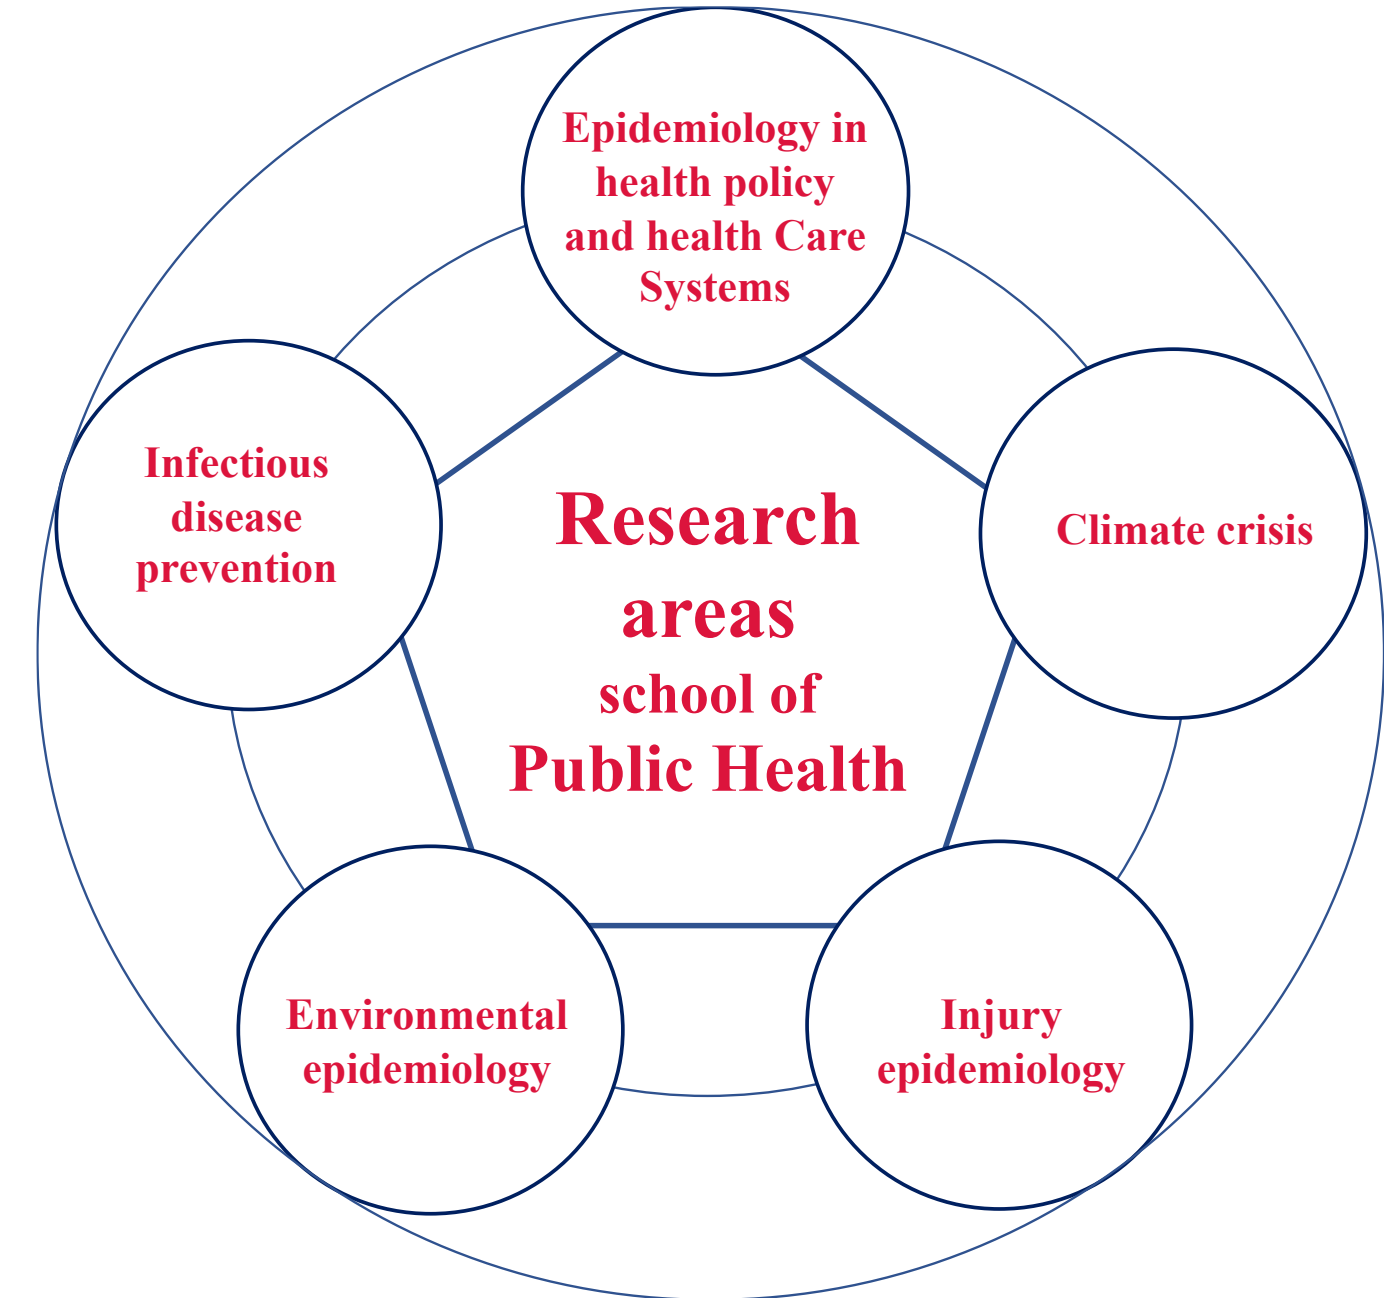 Epidemiology in
health policy
and health Care
Systems
Infectious
disease
prevention
Climate crisis
Research
areas
school of
Public Health
Environmental
epidemiology
Injury
epidemiology